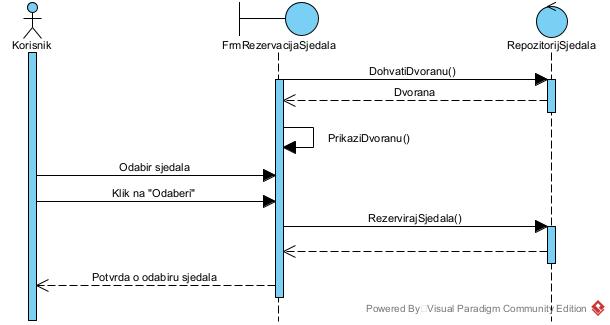 Korisnik
FrmRezervacijaSjedala
RepozitorijSjedala
DohvatiDvoranu()
Dvorana
PrikaziDvoranu()
Odabir sjedala
Klik na "Odaberi"
RezervirajSjedala()
Potvrda o odabiru sjedala
Powered By Visual Paradigm Community Edition